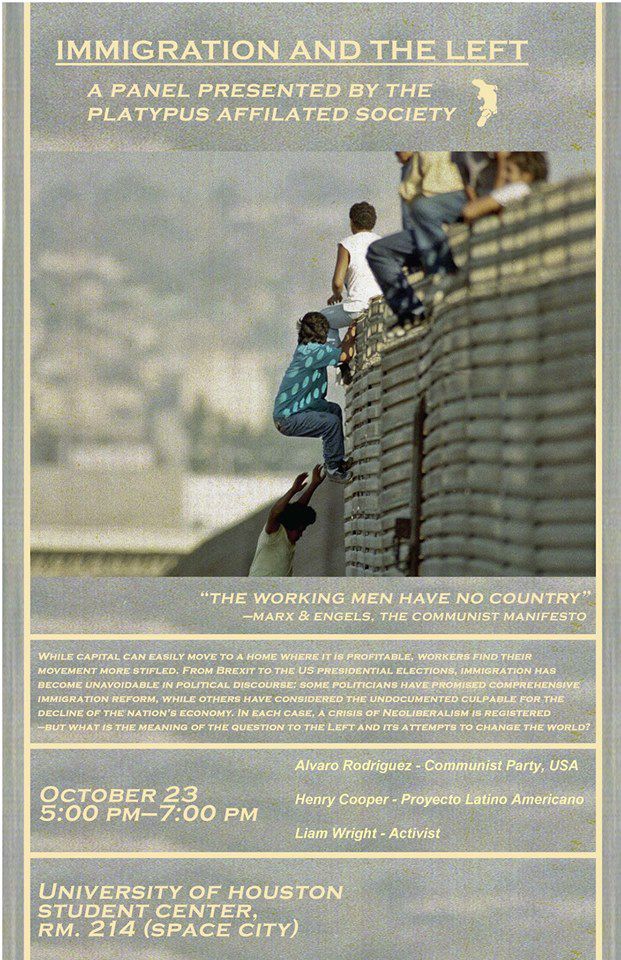 IMMIGRATION AND THE LEFT
A PANEL PRESENTED BY THE
PLATYPUS AFFILATED SOCIETY
"THE WORKING MEN HAVE NO COUNTRY"
—MARX & ENGELS, THE COMMUNIST MANIFESTO
WHILE CAPITAL CAN EASILY MOVE TO A HOME WHERE IT IS PROFITABLE, WORKERS FIND THEIR
MOVEMENT MORE STIFLED. FROM BREXIT TO THE US PRESIDENTIAL ELECTIONS, IMMIGRATION HAS
BECOME UNAVOIDABLE IN POLITICAL DISCOURSE: SOME POLITICIANS HAVE PROMISED COMPREHENSIVE
IMMIGRATION REFORM, WHILE OTHERS HAVE CONSIDERED THE UNDOCUMENTED CULPABLE FOR THE
DECLINE OF THE NATION'S ECONOMY. IN EACH CASE, A CRISIS OF NEOLIBERALISM IS REGISTERED
—BUT WHAT IS THE MEANING OF THE QUESTION TO THE LEFT AND ITS ATTEMPTS TO CHANGE THE WORLD?
OCTOBER 23
5:00 PM—7:00 PM
Alvaro Rodriguez - Communist Party, USA
Henry Cooper - Proyecto Latino Americano
Liam Wright - Activist
UNIVERSITY OF HOUSTON
STUDENT CENTER,
RM. 214 (SPACE CITY)